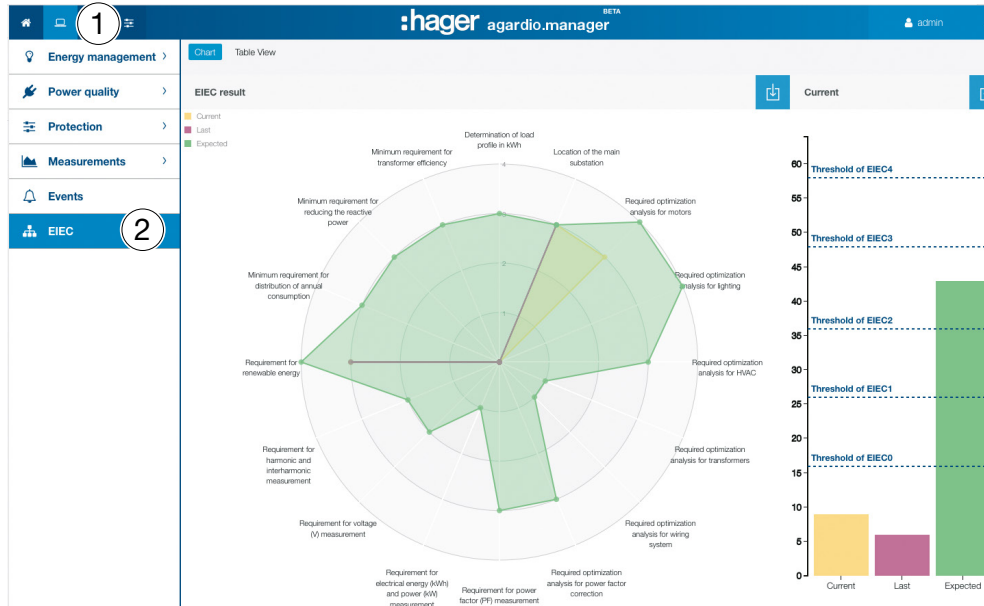 1
:hager agardio.manager BETA
admin
Energy management
Power quality
Protection
Measurements
Events
EIEC
2
Chart Table View
EIEC result
Current
Last
Expected
Determination of load
profile in kWh
Location of the main
substation
Required optimization
analysis for motors
Required optimization
analysis for lighting
Required optimization
analysis for HVAC
Required optimization
analysis for transformers
Required optimization
analysis for wiring
system
Required optimization
analysis for power factor
correction
Requirement for power
factor (PF) measurement
Requirement for
electrical energy (kWh)
and power (kW)
measurement
Requirement for voltage
(V) measurement
Requirement for
harmonic and
interharmonic
measurement
Requirement for
renewable energy
Minimum requirement for
distribution of annual
consumption
Minimum requirement for
reducing the reactive
power
Minimum requirement for
transformer efficiency
4
3
2
1
Current
60
55
50
45
40
35
30
25
20
15
10
5
0
Threshold of EIEC4
Threshold of EIEC3
Threshold of EIEC2
Threshold of EIEC1
Threshold of EIEC0
Current Last Expected